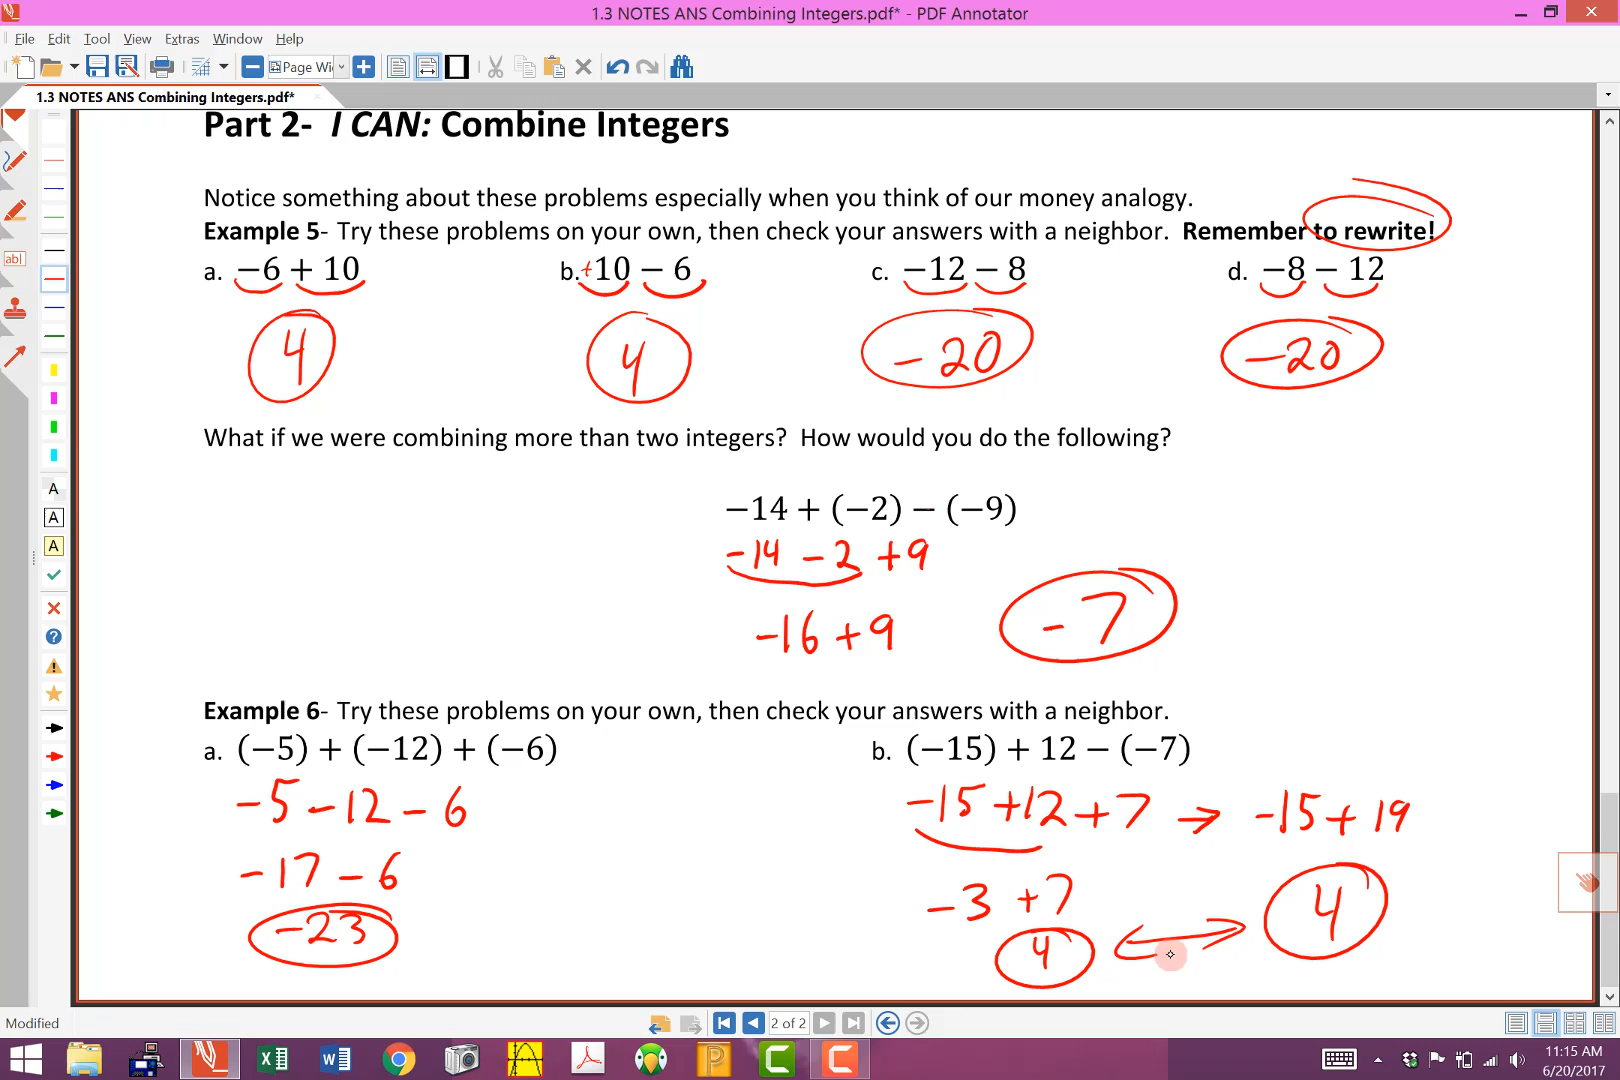 1.3 NOTES ANS Combining Integers.pdf* - PDF Annotator
File Edit Tool View Extras Window Help
Page Wi
1.3 NOTES ANS Combining Integers.pdf*
Part 2- I CAN: Combine Integers
Notice something about these problems especially when you think of our money analogy.
Example 5- Try these problems on your own, then check your answers with a neighbor. Remember to rewrite!
a. −6 + 10 b. +10 − 6 c. −12 − 8 d. −8 − 12
4 4 -20 -20
What if we were combining more than two integers? How would you do the following?
−14 + (−2) − (−9)
-14 -2 +9
-16 +9 -7
Example 6- Try these problems on your own, then check your answers with a neighbor.
a. (−5) + (−12) + (−6) b. (−15) + 12 − (−7)
-5 -12 - 6 -15 +12 +7 → -15 + 19
-17 - 6 -3 +7 4
-23 4
abl
A
A
A
Modified 2 of 2
11:15 AM
6/20/2017